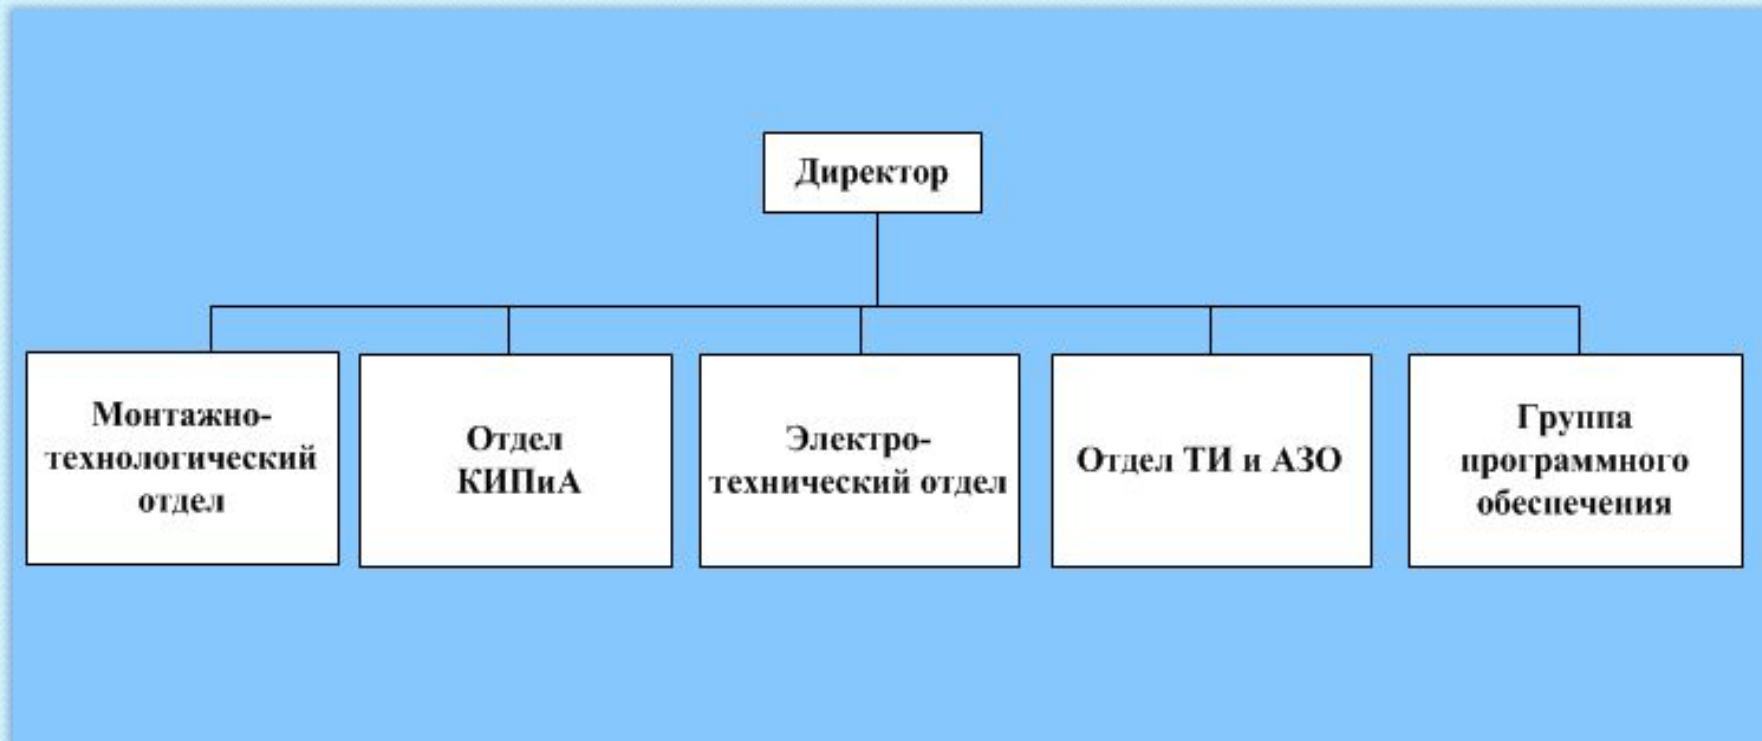 Директор
Монтажно-
технологический
отдел
Отдел
КИПиА
Электро-
технический отдел
Отдел ТИ и АЗО
Группа
программного
обеспечения